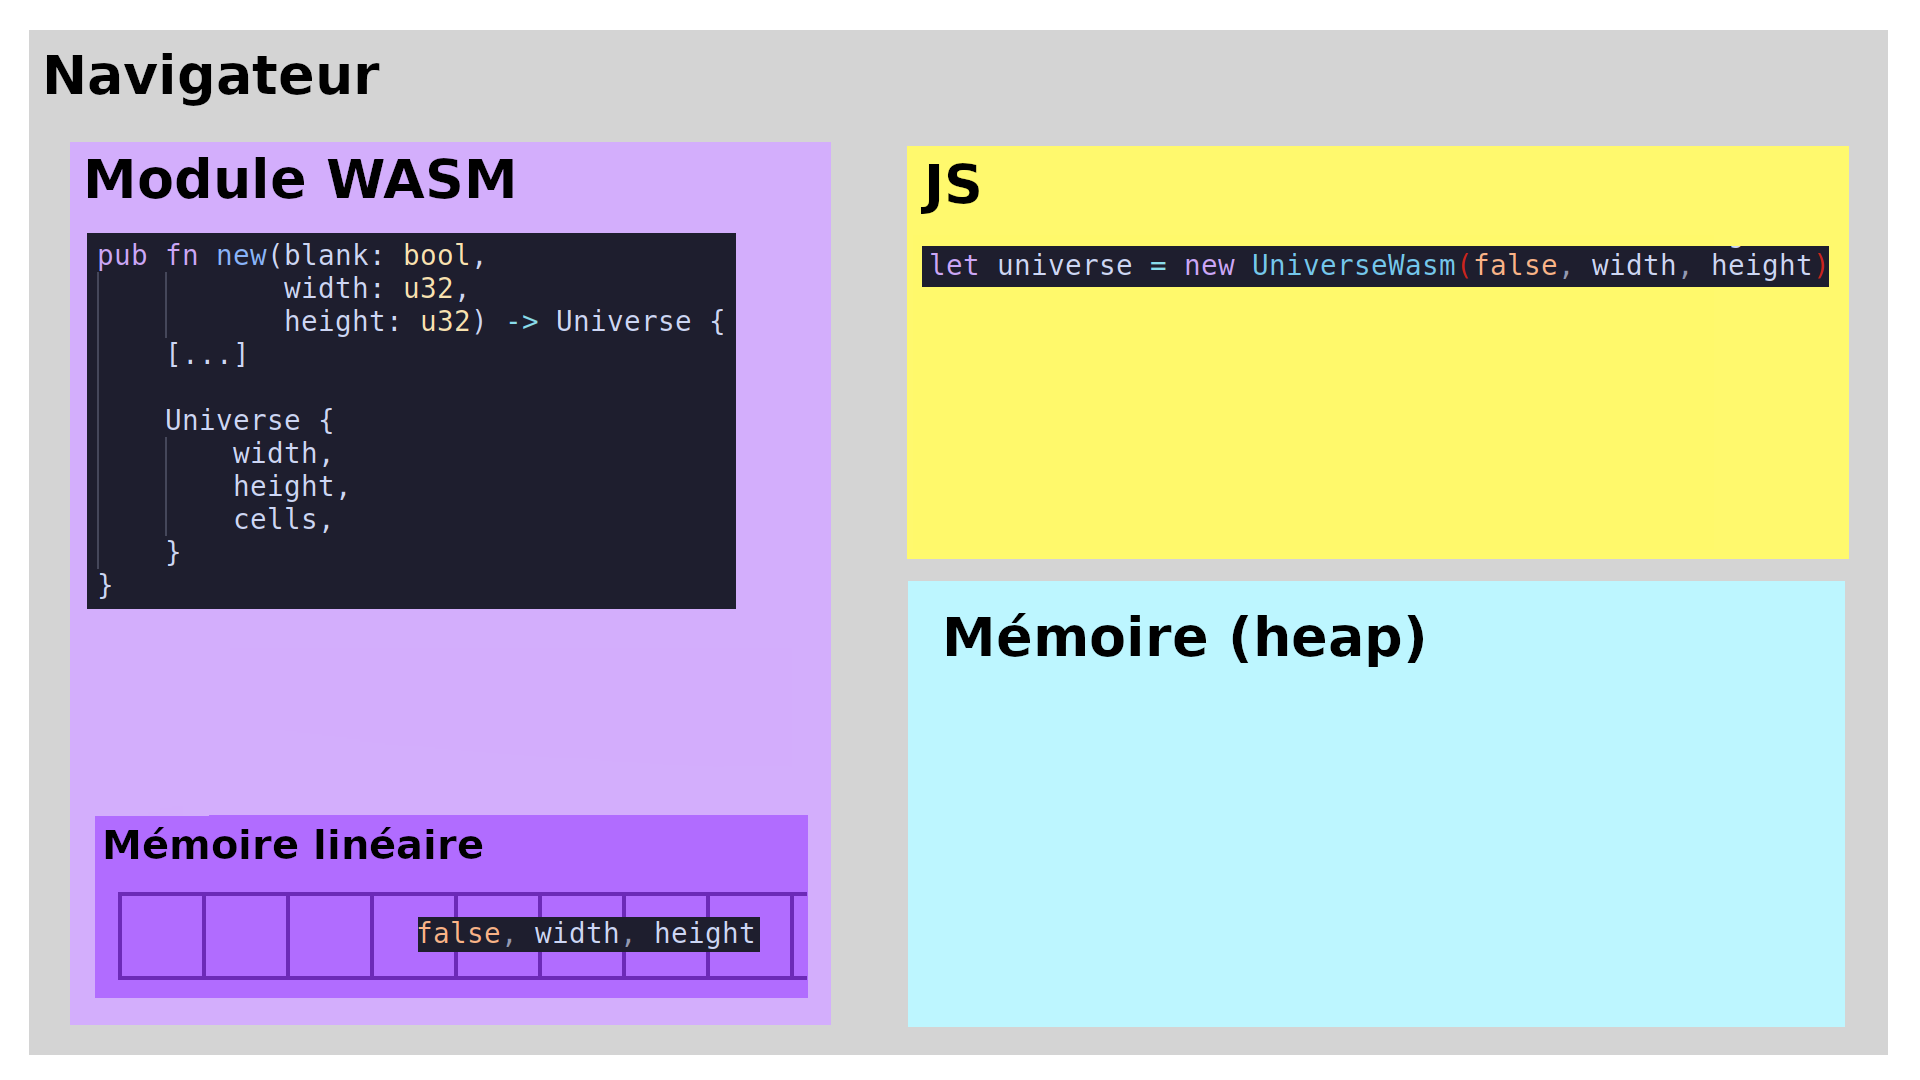 Navigateur
Module WASM
pub fn new(blank: bool,
width: u32,
height: u32) -> Universe {
[...]
Universe {
width,
height,
cells,
}
}
Mémoire linéaire
false, width, height
JS
let universe = new UniverseWasm(false, width, height)
Mémoire (heap)